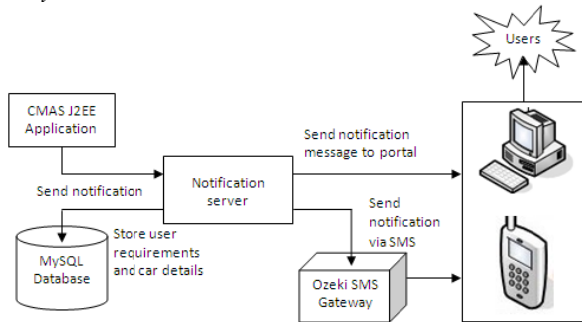 Users
CMAS J2EE
Application
Send notification
message to portal
Send notification
Notification
server
Send
notification
via SMS
Store user
requirements
and car details
MySQL
Database
Ozeki SMS
Gateway